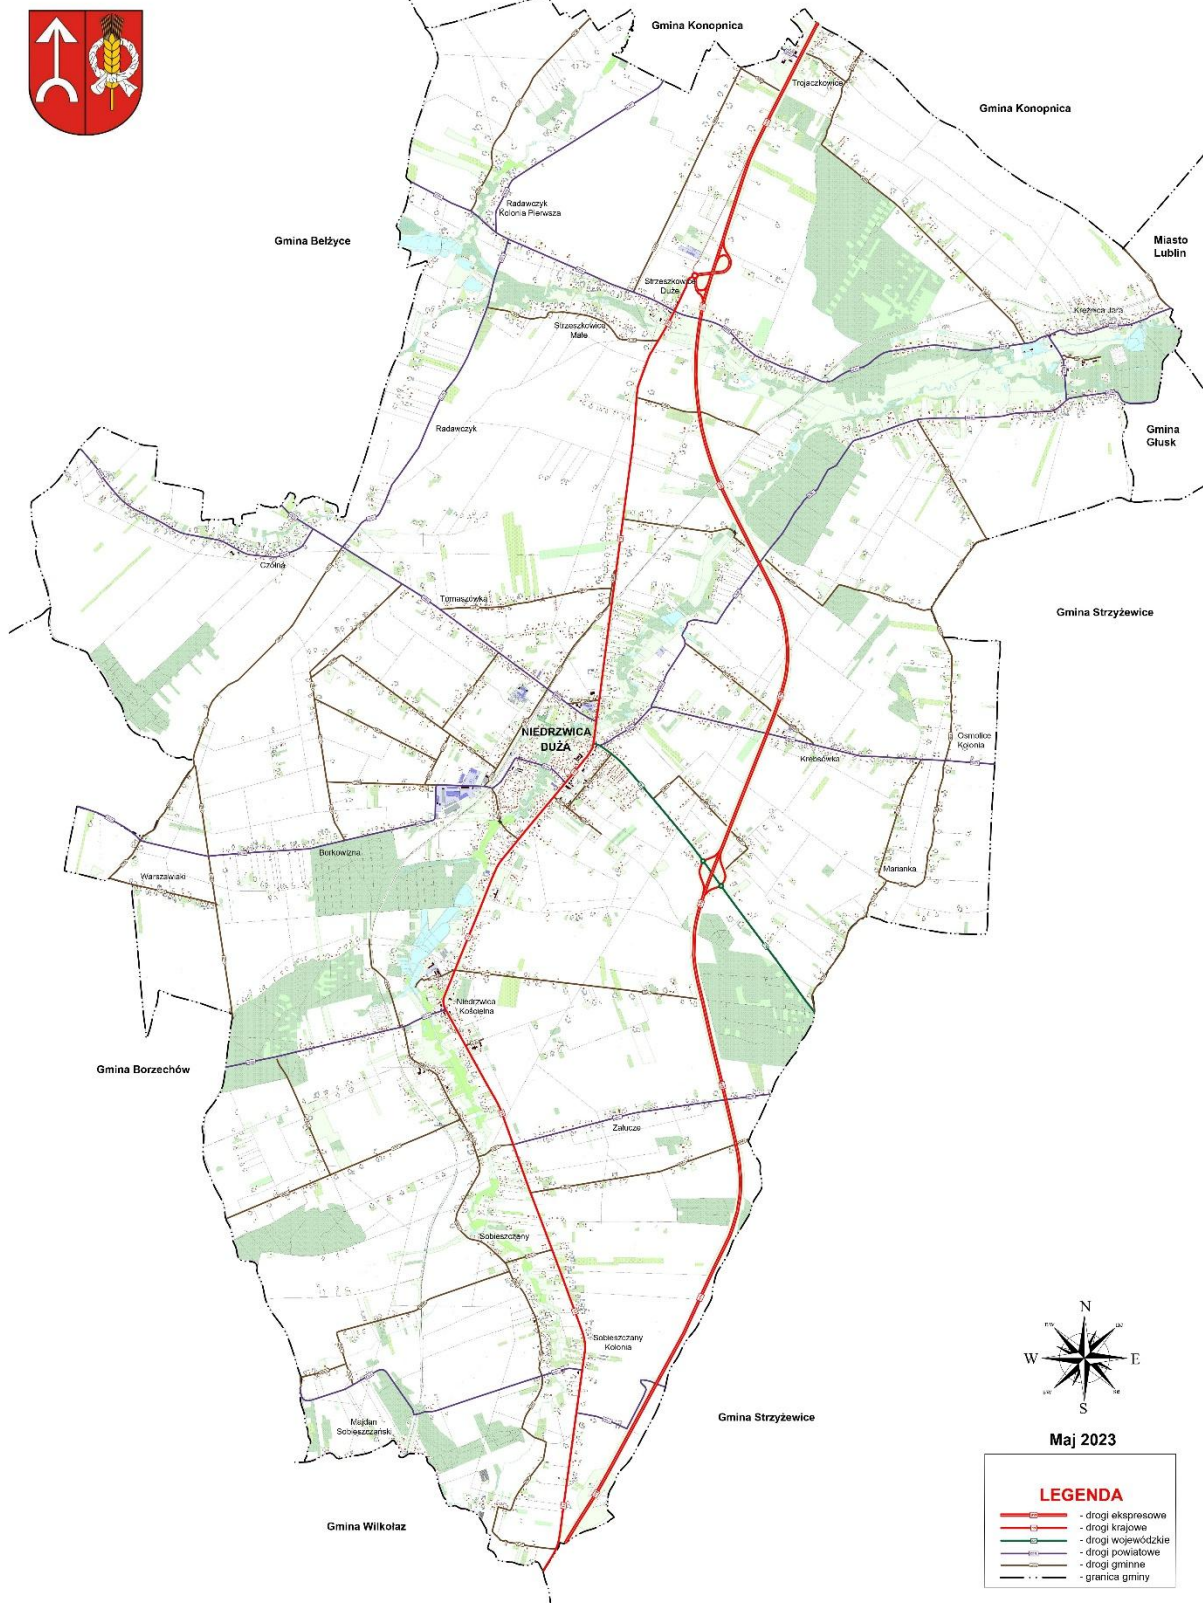 Gmina Konopnica
Trojaczkowice
Gmina Konopnica
Radawczyk
Kolonia Pierwsza
Gmina Bełżyce
Miasto
Lublin
Strzeszkowice
Duże
Krężnica Jara
Strzeszkowice
Małe
Radawczyk
Gmina
Głusk
Czółna
Tomaszówka
Gmina Strzyżewice
NIEDRZWICA
DUŻA
Osmolice
Kolonia
Krebsówka
Borkowizna
Warszawiaki
Marianka
Niedrzwica
Kościelna
Gmina Borzechów
Załucze
Sobieszczany
N
W
E
S
Sobieszczany
Kolonia
Majdan
Sobieszczański
Gmina Strzyżewice
Maj 2023
LEGENDA
- drogi ekspresowe
- drogi krajowe
- drogi wojewódzkie
- drogi powiatowe
- drogi gminne
- granica gminy
Gmina Wilkołaz